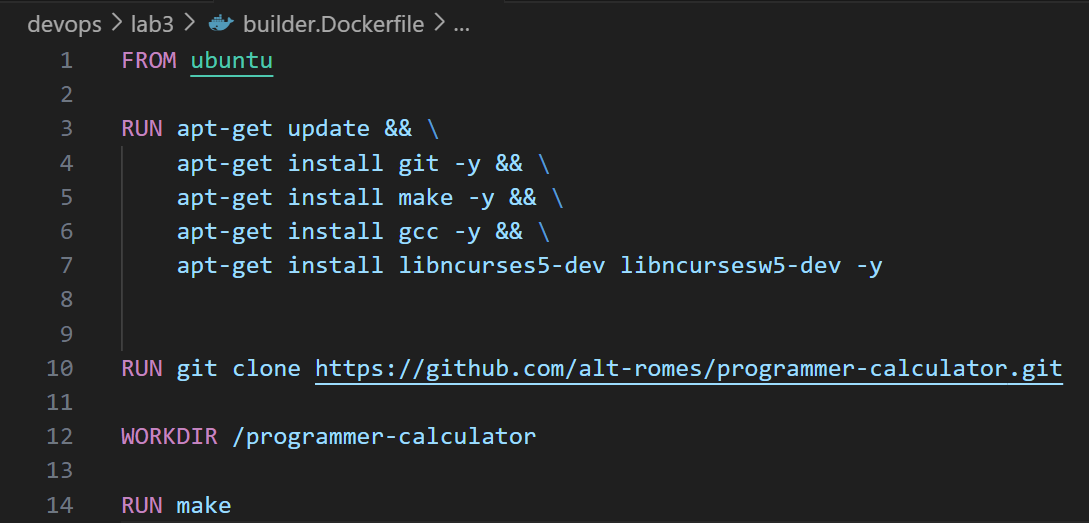 devops > lab3 > builder.Dockerfile > ...
1 FROM ubuntu
2
3 RUN apt-get update && \
4     apt-get install git -y && \
5     apt-get install make -y && \
6     apt-get install gcc -y && \
7     apt-get install libncurses5-dev libncursesw5-dev -y
8
9
10 RUN git clone https://github.com/alt-romes/programmer-calculator.git
11
12 WORKDIR /programmer-calculator
13
14 RUN make